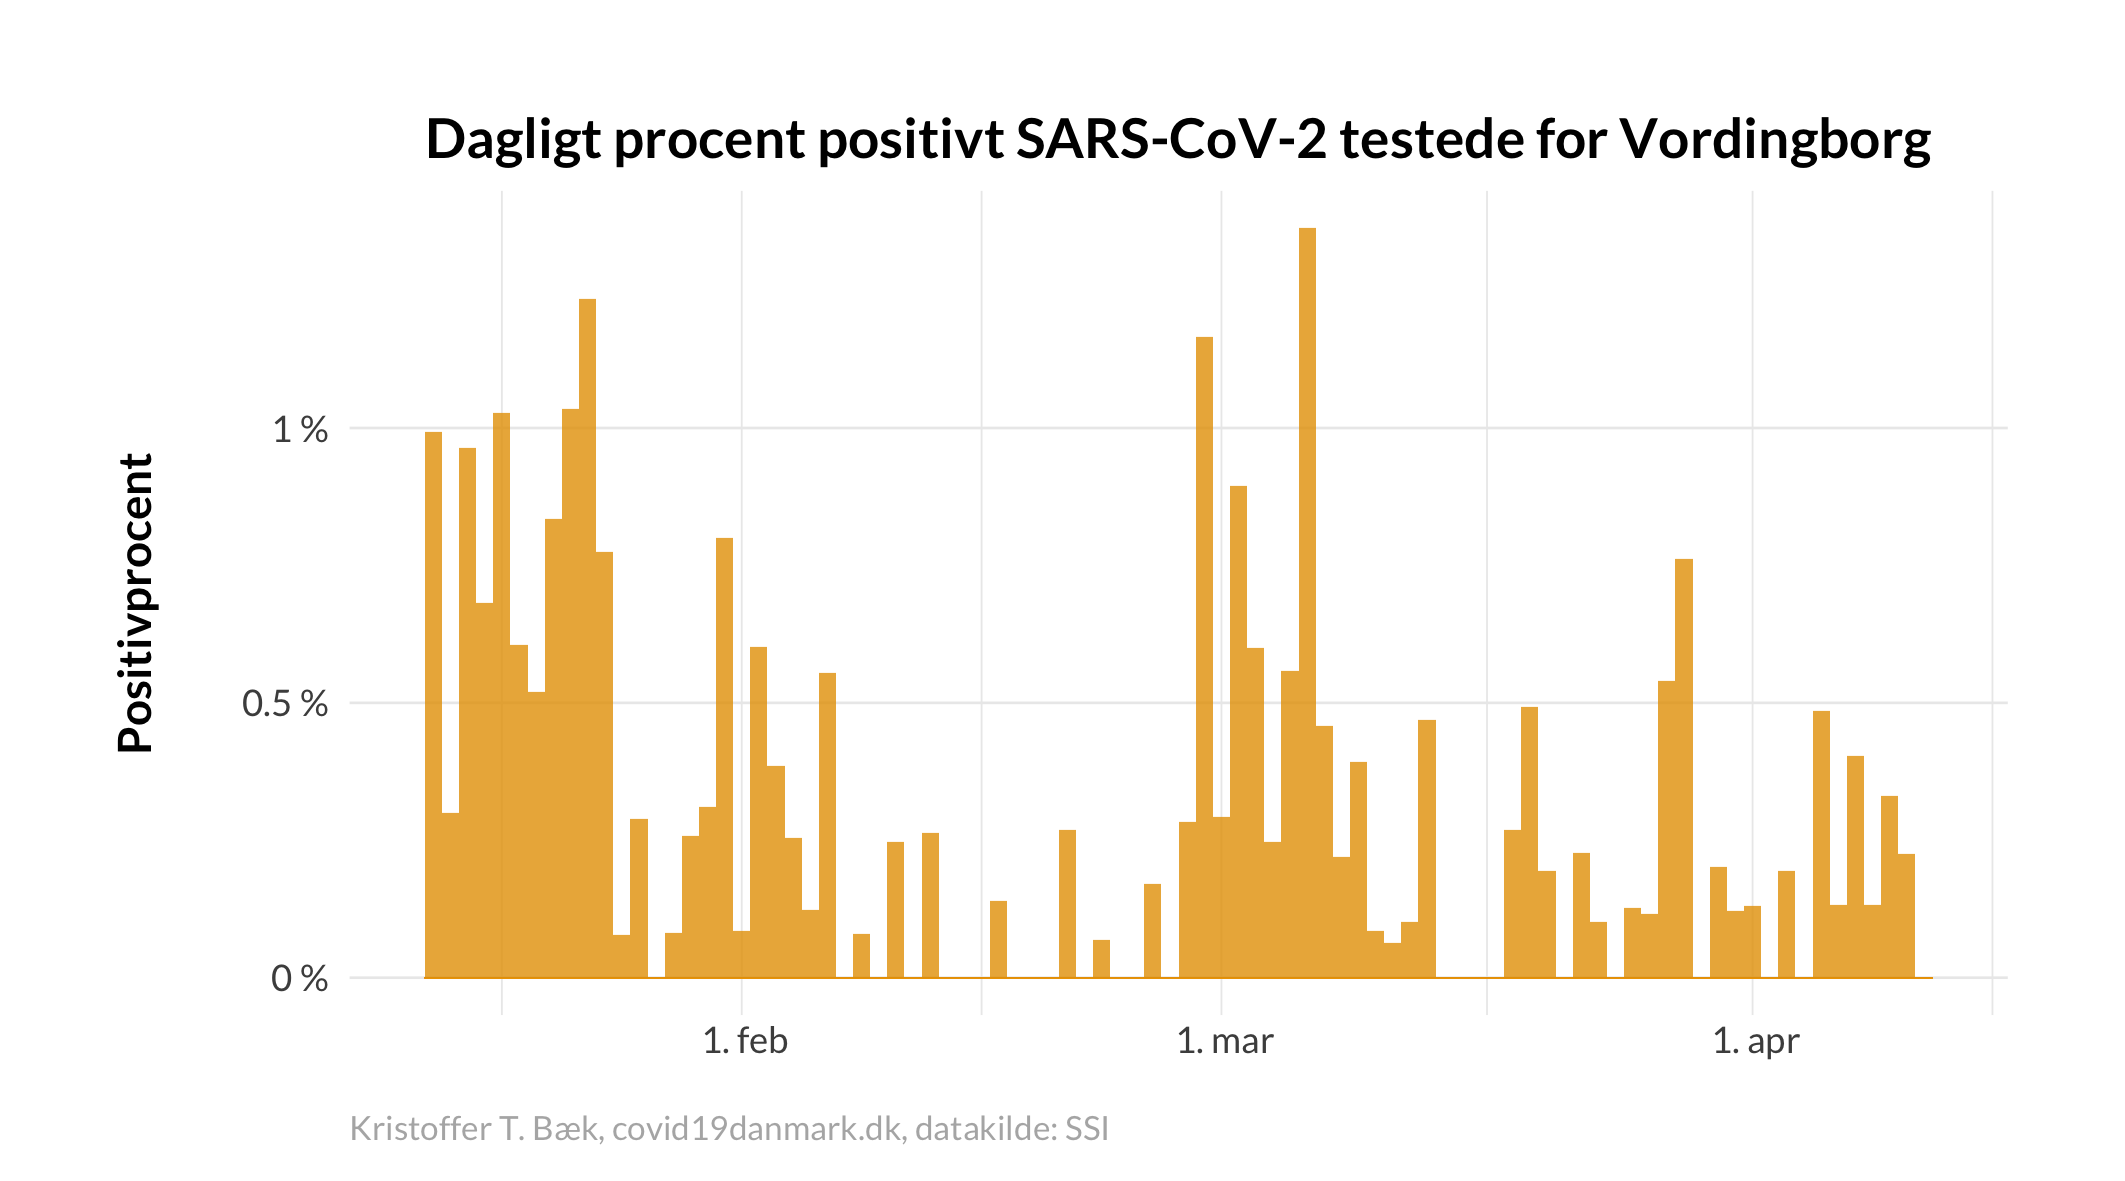 Dagligt procent positivt SARS-CoV-2 testede for Vordingborg
Positivprocent
1 %
0.5 %
0 %
1. feb
1. mar
1. apr
Kristoffer T. Bæk, covid19danmark.dk, datakilde: SSI